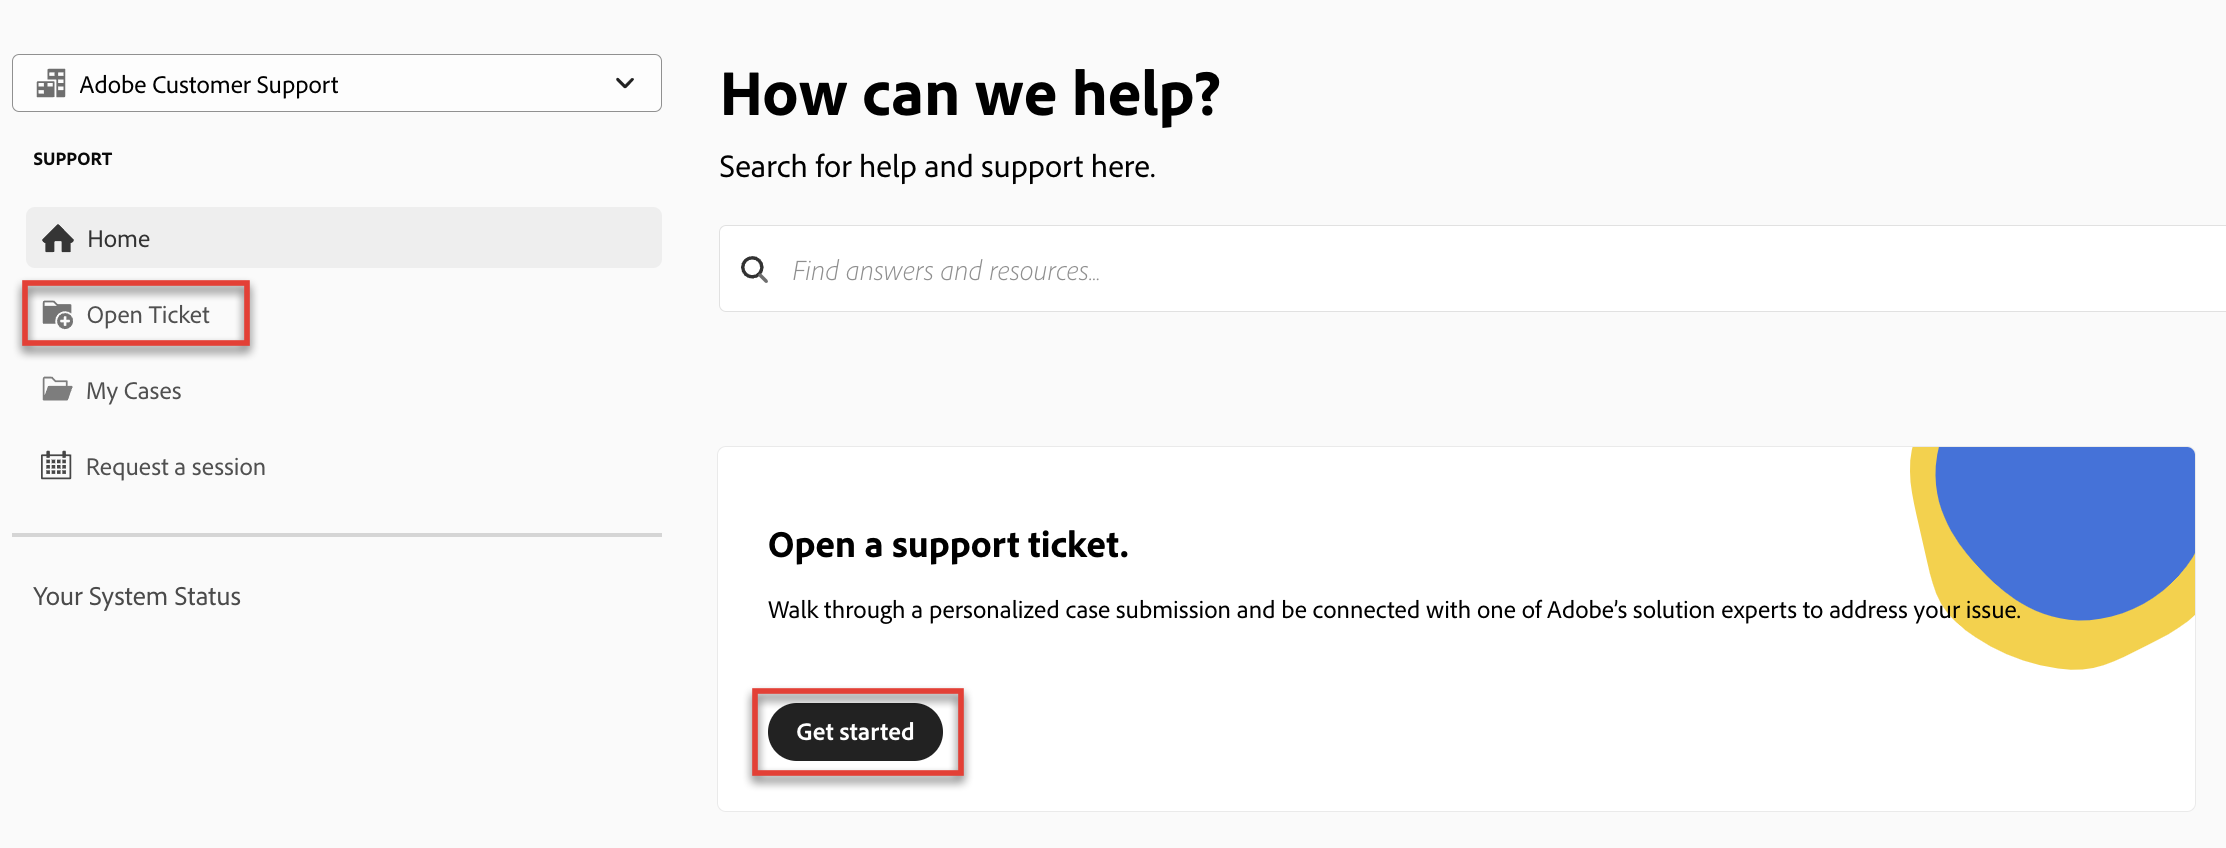 Adobe Customer Support
SUPPORT
Home
Open Ticket
My Cases
Request a session
Your System Status
How can we help?
Search for help and support here.
Find answers and resources...
Open a support ticket.
Walk through a personalized case submission and be connected with one of Adobe’s solution experts to address your issue.
Get started